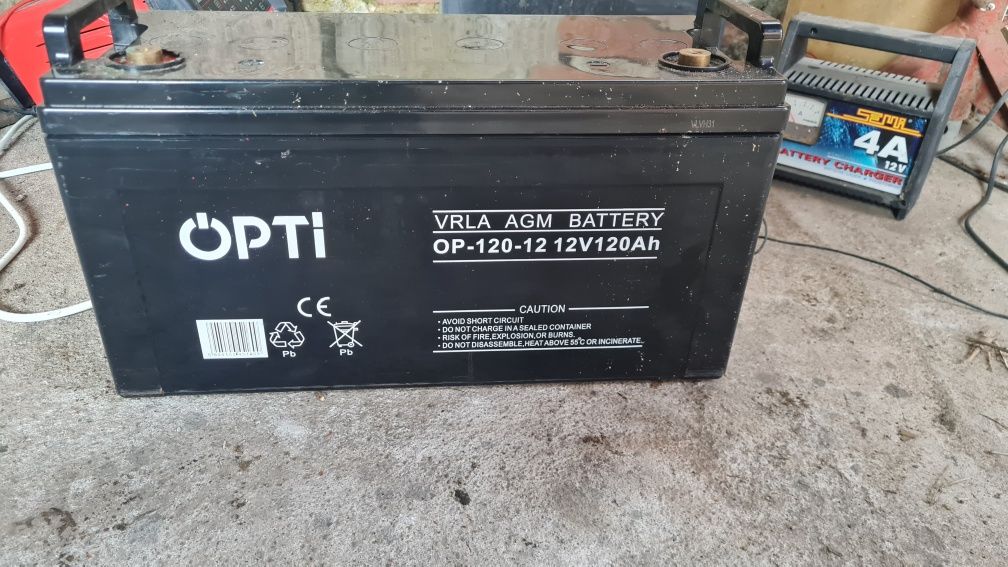 VLVH31
OPTi
VRLA AGM BATTERY
OP-120-12 12V120Ah
CE
CAUTION
• AVOID SHORT CIRCUIT
• DO NOT CHARGE IN A SEALED CONTAINER
• RISK OF FIRE,EXPLOSION,OR BURNS.
• DO NOT DISASSEMBLE,HEAT ABOVE 55°C OR INCINERATE.
Pb
Pb
SEMA
4A
12V
BATTERY CHARGER